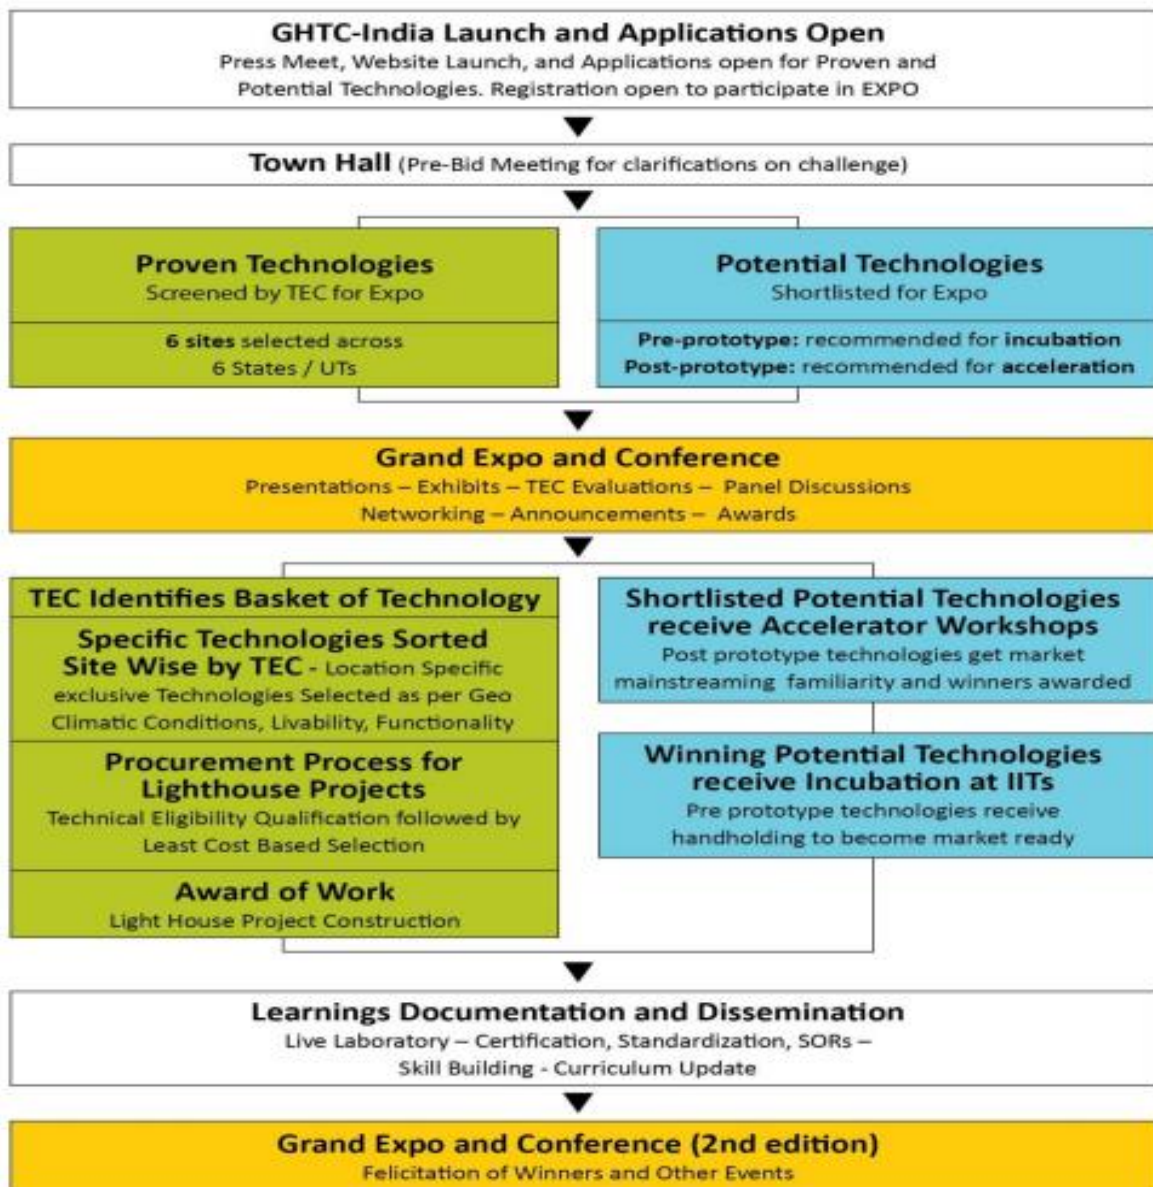 GHTC-India Launch and Applications Open
Press Meet, Website Launch, and Applications open for Proven and
Potential Technologies. Registration open to participate in EXPO
Town Hall (Pre-Bid Meeting for clarifications on challenge)
Proven Technologies
Screened by TEC for Expo
6 sites selected across
6 States / UTs
Potential Technologies
Shortlisted for Expo
Pre-prototype: recommended for incubation
Post-prototype: recommended for acceleration
Grand Expo and Conference
Presentations – Exhibits – TEC Evaluations – Panel Discussions
Networking – Announcements – Awards
TEC Identifies Basket of Technology
Specific Technologies Sorted
Site Wise by TEC - Location Specific
exclusive Technologies Selected as per Geo
Climatic Conditions, Livability, Functionality
Procurement Process for
Lighthouse Projects
Technical Eligibility Qualification followed by
Least Cost Based Selection
Award of Work
Light House Project Construction
Shortlisted Potential Technologies
receive Accelerator Workshops
Post prototype technologies get market
mainstreaming familiarity and winners awarded
Winning Potential Technologies
receive Incubation at IITs
Pre prototype technologies receive
handholding to become market ready
Learnings Documentation and Dissemination
Live Laboratory – Certification, Standardization, SORs –
Skill Building - Curriculum Update
Grand Expo and Conference (2nd edition)
Felicitation of Winners and Other Events